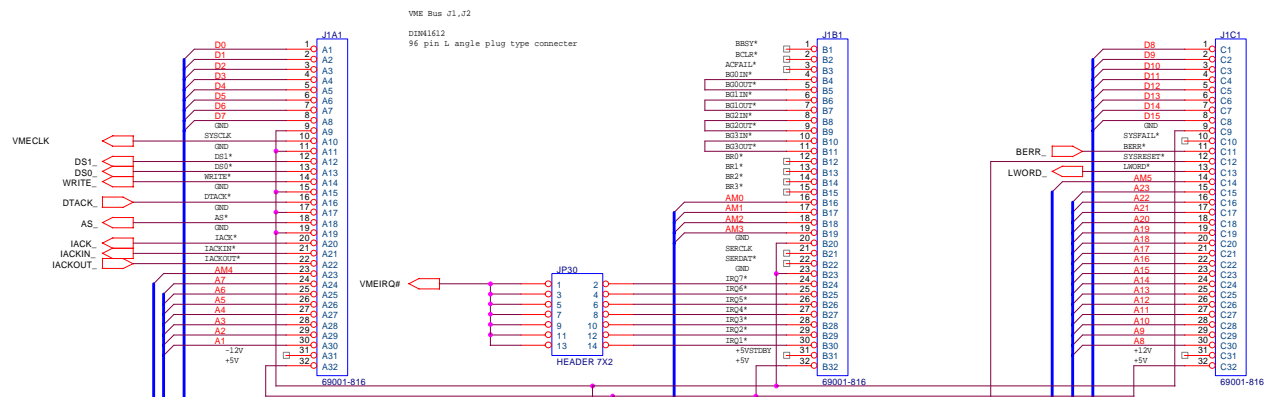 VME Bus J1,J2
DIN41612
96 pin L angle plug type connecter
J1A1
D0 1 A1
D1 2 A2
D2 3 A3
D3 4 A4
D4 5 A5
D5 6 A6
D6 7 A7
D7 8 A8
GND 9 A9
VMECLK SYSCLK 10 A10
GND 11 A11
DS1_ DS1* 12 A12
DS0_ DS0* 13 A13
WRITE_ WRITE* 14 A14
GND 15 A15
DTACK_ DTACK* 16 A16
GND 17 A17
AS_ AS* 18 A18
GND 19 A19
IACK_ IACK* 20 A20
IACKIN_ IACKIN* 21 A21
IACKOUT_ IACKOUT* 22 A22
AM4 23 A23
A7 24 A24
A6 25 A25
A5 26 A26
A4 27 A27
A3 28 A28
A2 29 A29
A1 30 A30
-12V 31 A31
+5V 32 A32
69001-816
VMEIRQ#
JP30
1 2
3 4
5 6
7 8
9 10
11 12
13 14
HEADER 7X2
J1B1
BBSY* 1 B1
BCLR* 2 B2
ACFAIL* 3 B3
BG0IN* 4 B4
BG0OUT* 5 B5
BG1IN* 6 B6
BG1OUT* 7 B7
BG2IN* 8 B8
BG2OUT* 9 B9
BG3IN* 10 B10
BG3OUT* 11 B11
BR0* 12 B12
BR1* 13 B13
BR2* 14 B14
BR3* 15 B15
AM0 16 B16
AM1 17 B17
AM2 18 B18
AM3 19 B19
GND 20 B20
SERCLK 21 B21
SERDAT* 22 B22
GND 23 B23
IRQ7* 24 B24
IRQ6* 25 B25
IRQ5* 26 B26
IRQ4* 27 B27
IRQ3* 28 B28
IRQ2* 29 B29
IRQ1* 30 B30
+5VSTDBY 31 B31
+5V 32 B32
69001-816
J1C1
D8 1 C1
D9 2 C2
D10 3 C3
D11 4 C4
D12 5 C5
D13 6 C6
D14 7 C7
D15 8 C8
GND 9 C9
SYSFAIL* 10 C10
BERR_ BERR* 11 C11
SYSRESET* 12 C12
LWORD_ LWORD* 13 C13
AM5 14 C14
A23 15 C15
A22 16 C16
A21 17 C17
A20 18 C18
A19 19 C19
A18 20 C20
A17 21 C21
A16 22 C22
A15 23 C23
A14 24 C24
A13 25 C25
A12 26 C26
A11 27 C27
A10 28 C28
A9 29 C29
A8 30 C30
+12V 31 C31
+5V 32 C32
69001-816